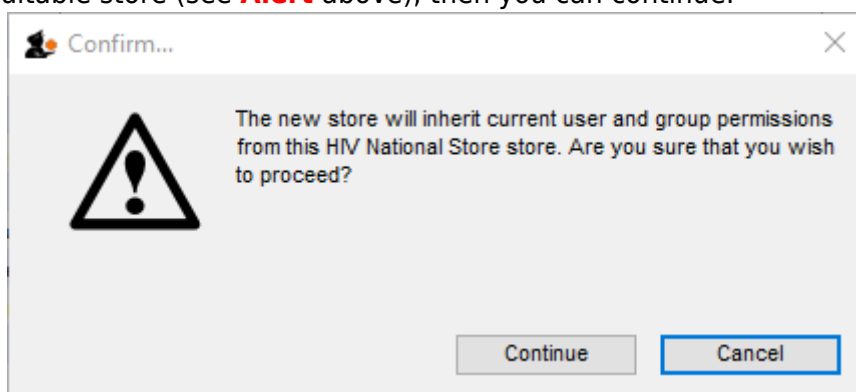 suitable store (see Alert above), then you can continue.
Confirm...
The new store will inherit current user and group permissions
from this HIV National Store store. Are you sure that you wish
to proceed?
Continue
Cancel